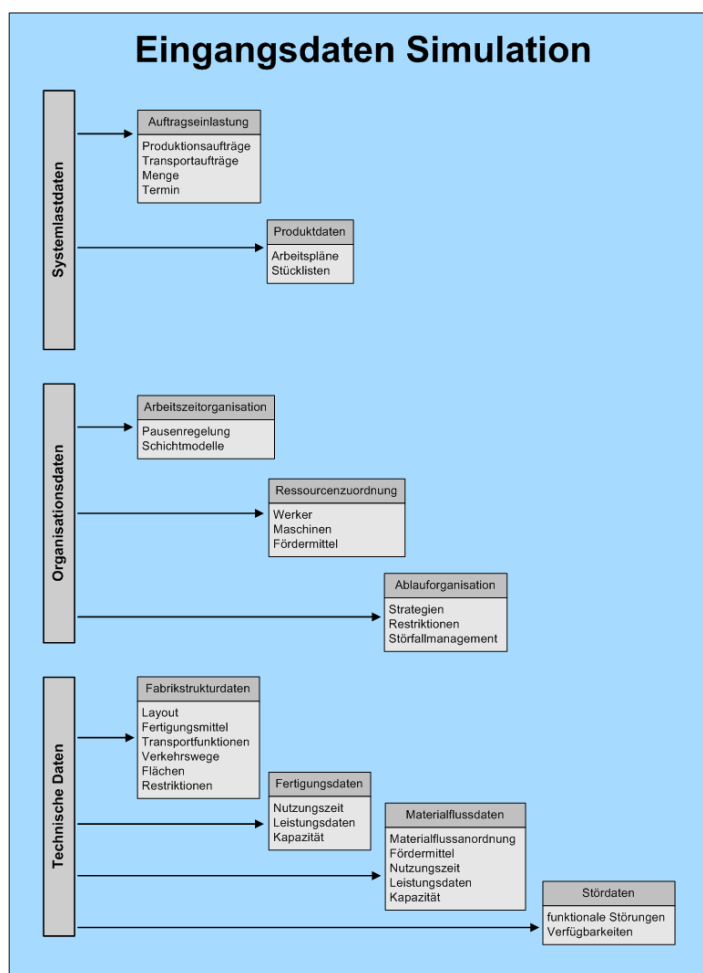 Eingangsdaten Simulation
Systemlastdaten
Auftragseinlastung
Produktionsaufträge
Transportaufträge
Menge
Termin
Produktdaten
Arbeitspläne
Stücklisten
Organisationsdaten
Arbeitszeitorganisation
Pausenregelung
Schichtmodelle
Ressourcenzuordnung
Werker
Maschinen
Fördermittel
Ablauforganisation
Strategien
Restriktionen
Störfallmanagement
Technische Daten
Fabrikstrukturdaten
Layout
Fertigungsmittel
Transportfunktionen
Verkehrswege
Flächen
Restriktionen
Fertigungsdaten
Nutzungszeit
Leistungsdaten
Kapazität
Materialflussdaten
Materialflussanordnung
Fördermittel
Nutzungszeit
Leistungsdaten
Kapazität
Stördaten
funktionale Störungen
Verfügbarkeiten